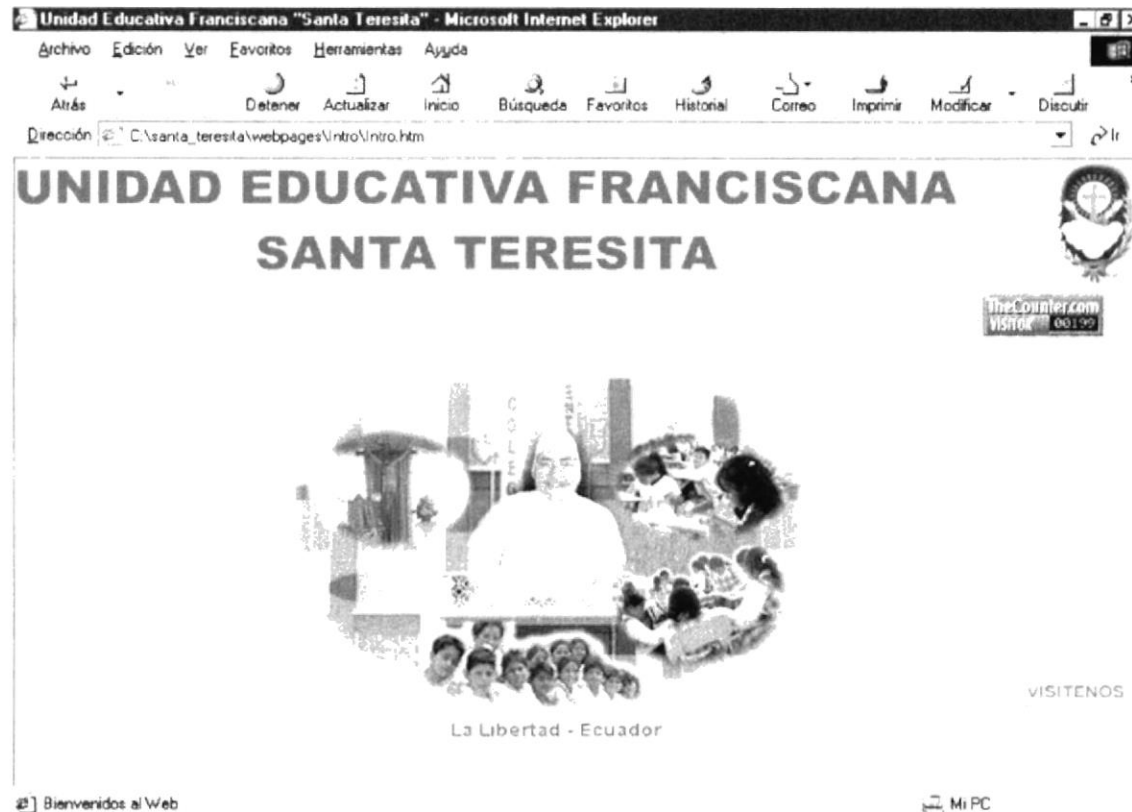 Unidad Educativa Franciscana "Santa Teresita" - Microsoft Internet Explorer
Archivo Edición Ver Favoritos Herramientas Ayuda
Atrás Detener Actualizar Inicio Búsqueda Favoritos Historial Correo Imprimir Modificar Discutir
Dirección C:\santa_teresita\webpages\Intro\Intro.htm Ir
UNIDAD EDUCATIVA FRANCISCANA
SANTA TERESITA
TheCounter.com
VISITOR 00199
COLEG
VISITENOS
La Libertad - Ecuador
Bienvenidos al Web Mi PC